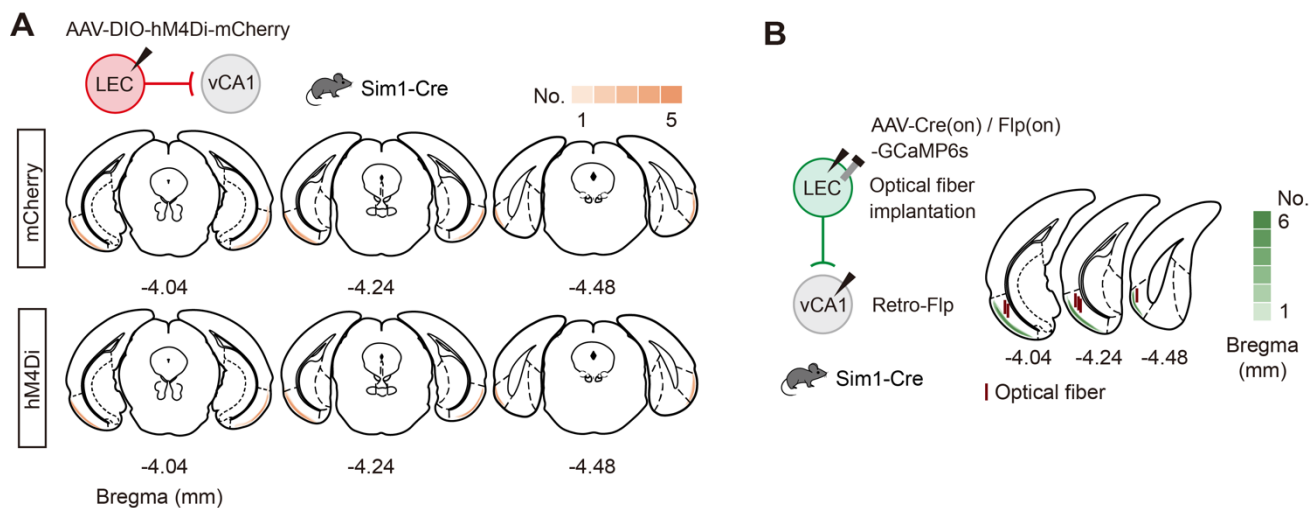 A
AAV-DIO-hM4Di-mCherry
LEC
vCA1
Sim1-Cre
No.
1
5
mCherry
-4.04
-4.24
-4.48
hM4Di
-4.04
-4.24
-4.48
Bregma (mm)
B
AAV-Cre(on) / Flp(on)
-GCaMP6s
LEC
Optical fiber
implantation
vCA1
Retro-Flp
Sim1-Cre
-4.04
-4.24
-4.48
Optical fiber
No.
6
1
Bregma
(mm)